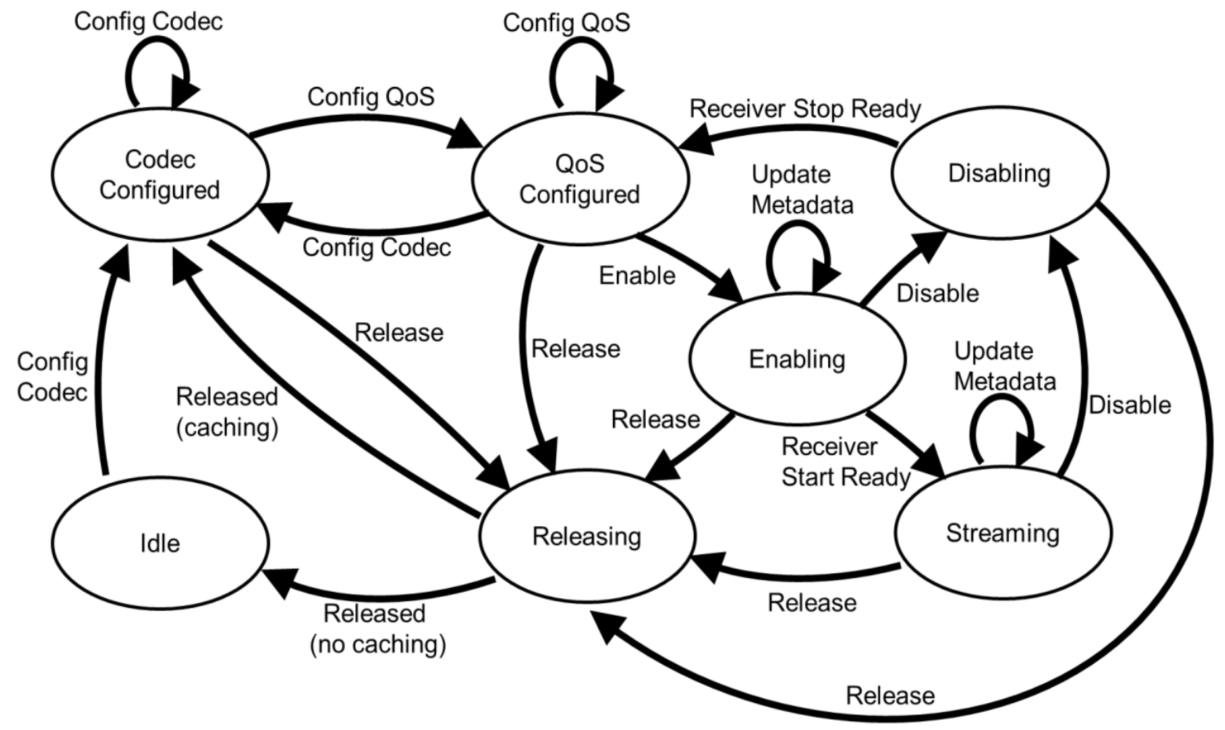 Config Codec
Config QoS
Config QoS
Receiver Stop Ready
Codec
Configured
QoS
Configured
Disabling
Update
Metadata
Config Codec
Enable
Disable
Release
Release
Enabling
Update
Metadata
Config
Codec
Released
(caching)
Release
Disable
Receiver
Start Ready
Idle
Releasing
Streaming
Released
(no caching)
Release
Release